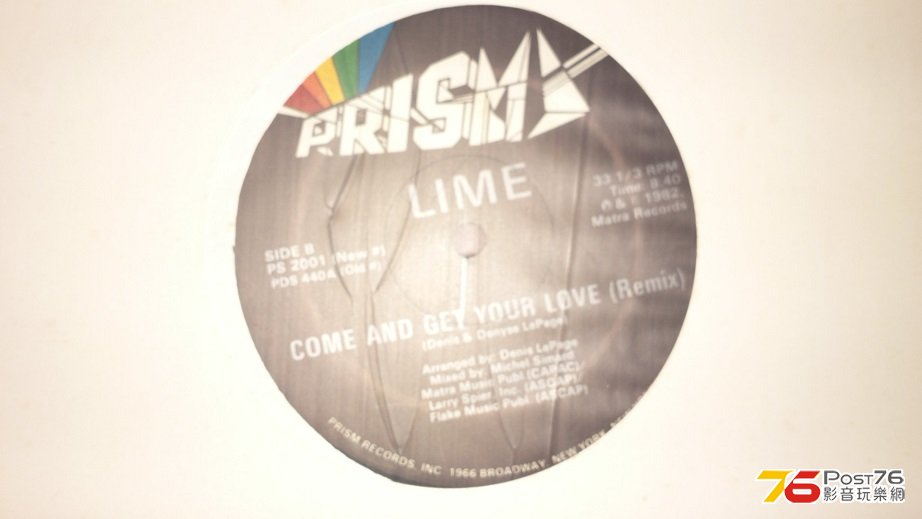 PRISM
LIME
33 1/3 RPM
Time: 8:40
℗ & © 1982,
Matra Records
SIDE B
PS 2001 (New #)
PDS 440A (Old #)
COME AND GET YOUR LOVE (Remix)
(Denis & Denyse LePage)
Arranged by: Denis LePage
Mixed by: Michel Simard
Matra Music Publ. (CAPAC)
Larry Spier, Inc. (ASCAP)
Flake Music Publ. (ASCAP)
PRISM RECORDS, INC. 1966 BROADWAY, NEW YORK,
76 POST76
影音玩樂網